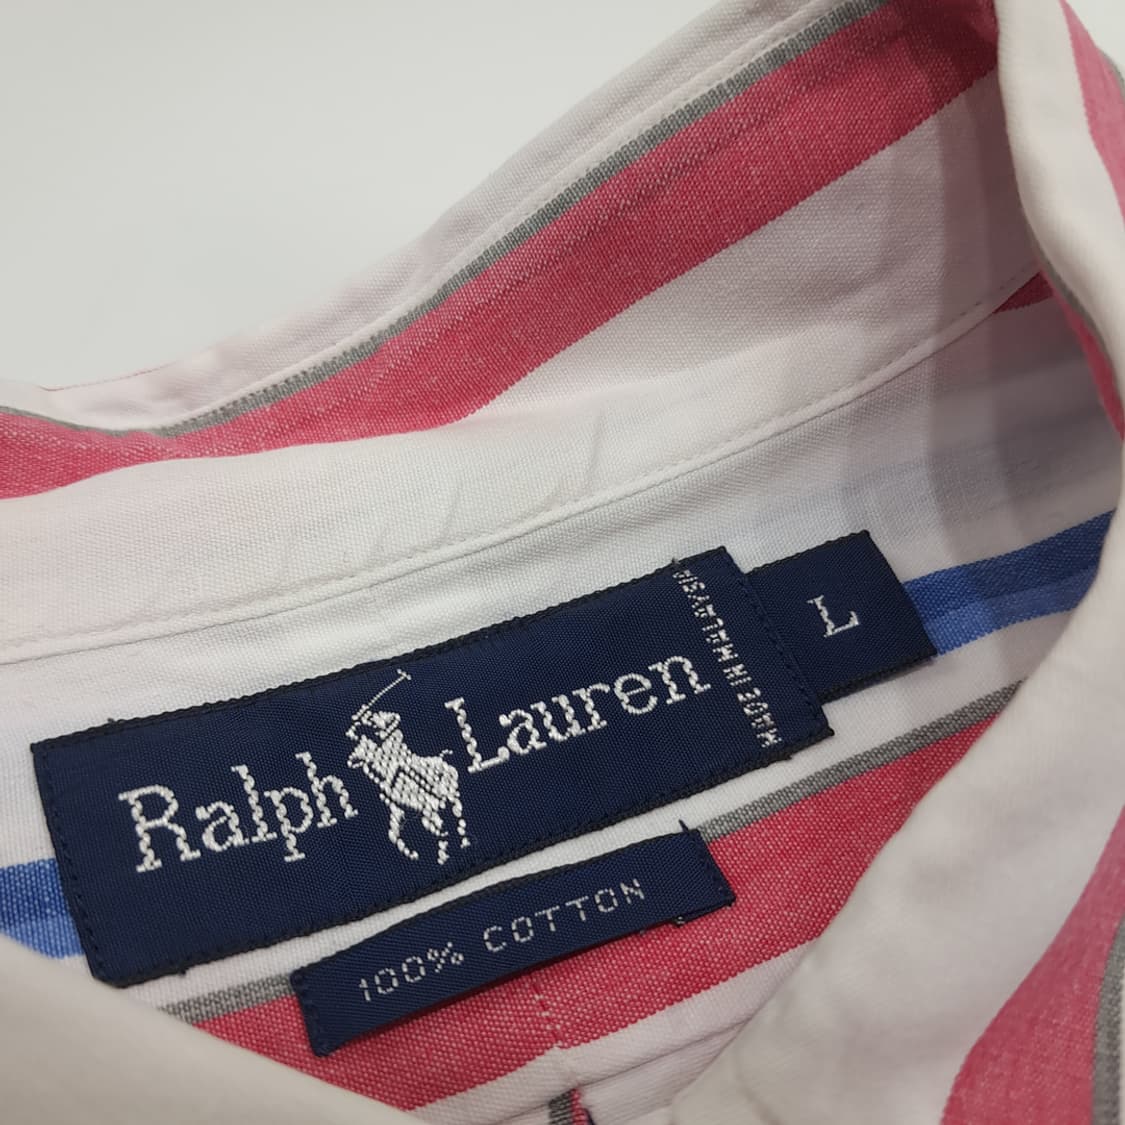 Ralph Lauren
MADE IN MALAYSIA
L
100% COTTON